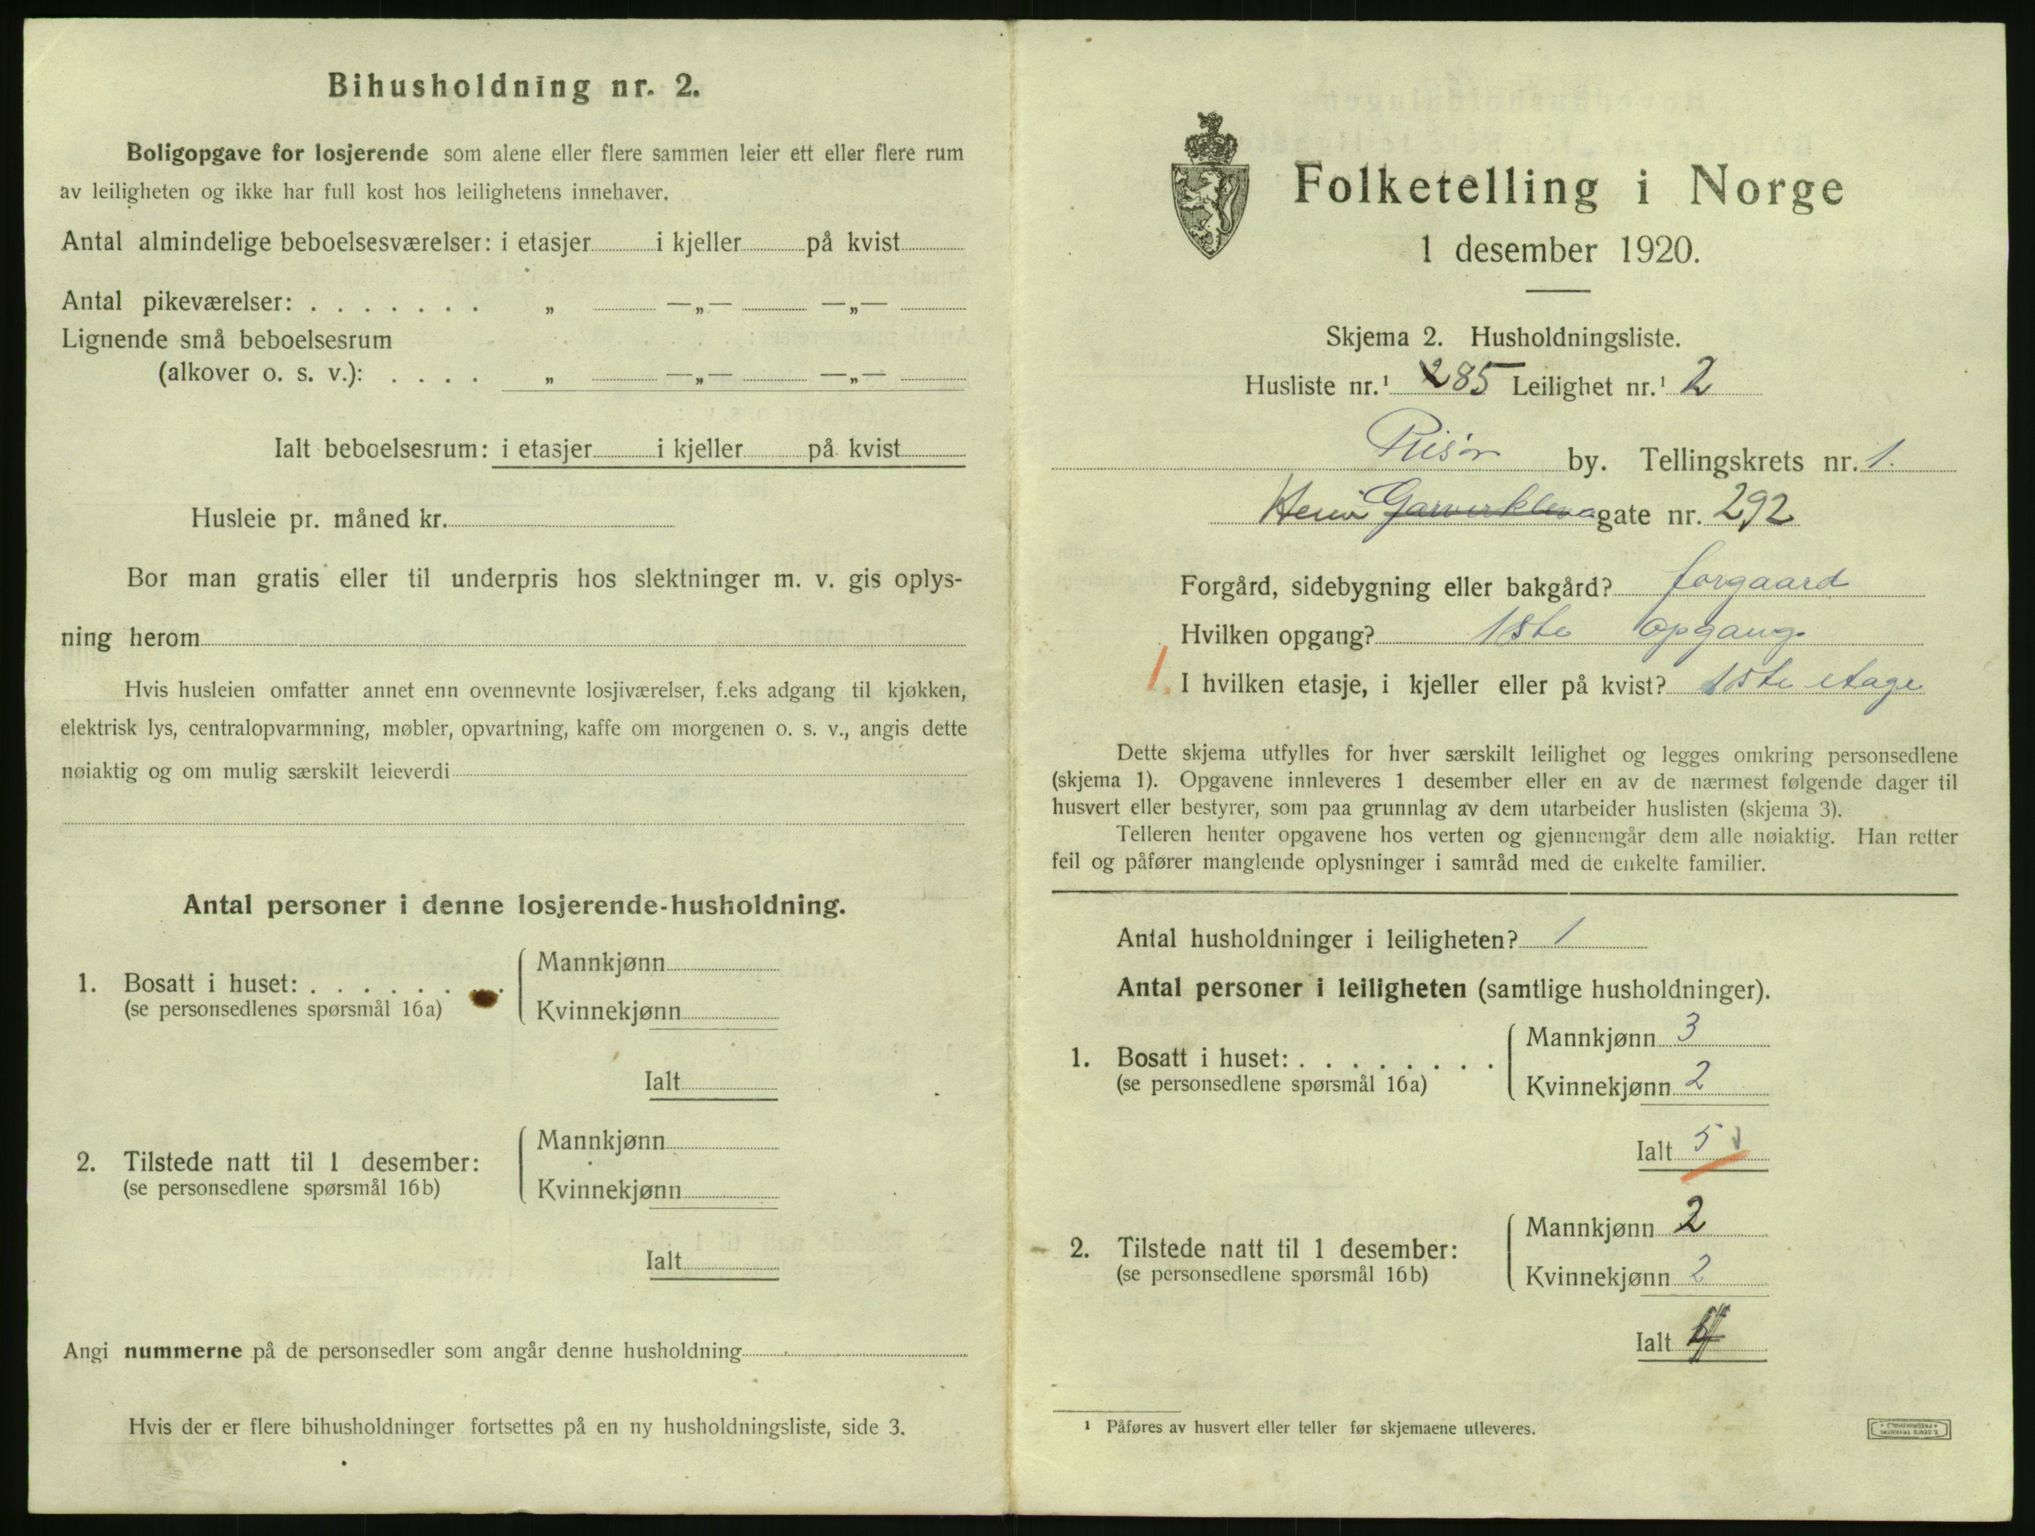 Bihusholdning nr. 2.
Boligopgave for losjerende som alene eller flere sammen leier ett eller flere rum
av leiligheten og ikke har full kost hos leilighetens innehaver.
Antal almindelige beboelsesværelser: i etasjer i kjeller på kvist
Antal pikeværelser: . . . . . . . „ —„— —„—
Lignende små beboelsesrum
(alkover o. s. v.): . . . . „ —„— —„—
Ialt beboelsesrum: i etasjer i kjeller på kvist
Husleie pr. måned kr.
Bor man gratis eller til underpris hos slektninger m. v. gis oplys-
ning herom
Hvis husleien omfatter annet enn ovennevnte losjiværelser, f.eks adgang til kjøkken,
elektrisk lys, centralopvarmning, møbler, opvartning, kaffe om morgenen o. s. v., angis dette
nøiaktig og om mulig særskilt leieverdi
Antal personer i denne losjerende-husholdning.
1. Bosatt i huset: . . . . . . . .
(se personsedlenes spørsmål 16a)
Mannkjønn
Kvinnekjønn
Ialt
2. Tilstede natt til 1 desember:
(se personsedlene spørsmål 16b)
Mannkjønn
Kvinnekjønn
Ialt
Angi nummerne på de personsedler som angår denne husholdning
Hvis der er flere bihusholdninger fortsettes på en ny husholdningsliste, side 3.
Folketelling i Norge
1 desember 1920.
Skjema 2. Husholdningsliste.
Husliste nr.¹ 285 Leilighet nr.¹ 2
Risør by. Tellingskrets nr. 1.
gate nr. 292
Forgård, sidebygning eller bakgård? forgaard
Hvilken opgang? 1ste opgang.
1. I hvilken etasje, i kjeller eller på kvist? 1ste etage
Dette skjema utfylles for hver særskilt leilighet og legges omkring personsedlene
(skjema 1). Opgavene innleveres 1 desember eller en av de nærmest følgende dager til
husvert eller bestyrer, som paa grunnlag av dem utarbeider huslisten (skjema 3).
Telleren henter opgavene hos verten og gjennemgår dem alle nøiaktig. Han retter
feil og påfører manglende oplysninger i samråd med de enkelte familier.
Antal husholdninger i leiligheten? 1
Antal personer i leiligheten (samtlige husholdninger).
1. Bosatt i huset: . . . . . . . .
(se personsedlene spørsmål 16a)
Mannkjønn 3
Kvinnekjønn 2
Ialt 5
2. Tilstede natt til 1 desember:
(se personsedlene spørsmål 16b)
Mannkjønn 2
Kvinnekjønn 2
Ialt 4
¹ Påføres av husvert eller teller før skjemaene utleveres.